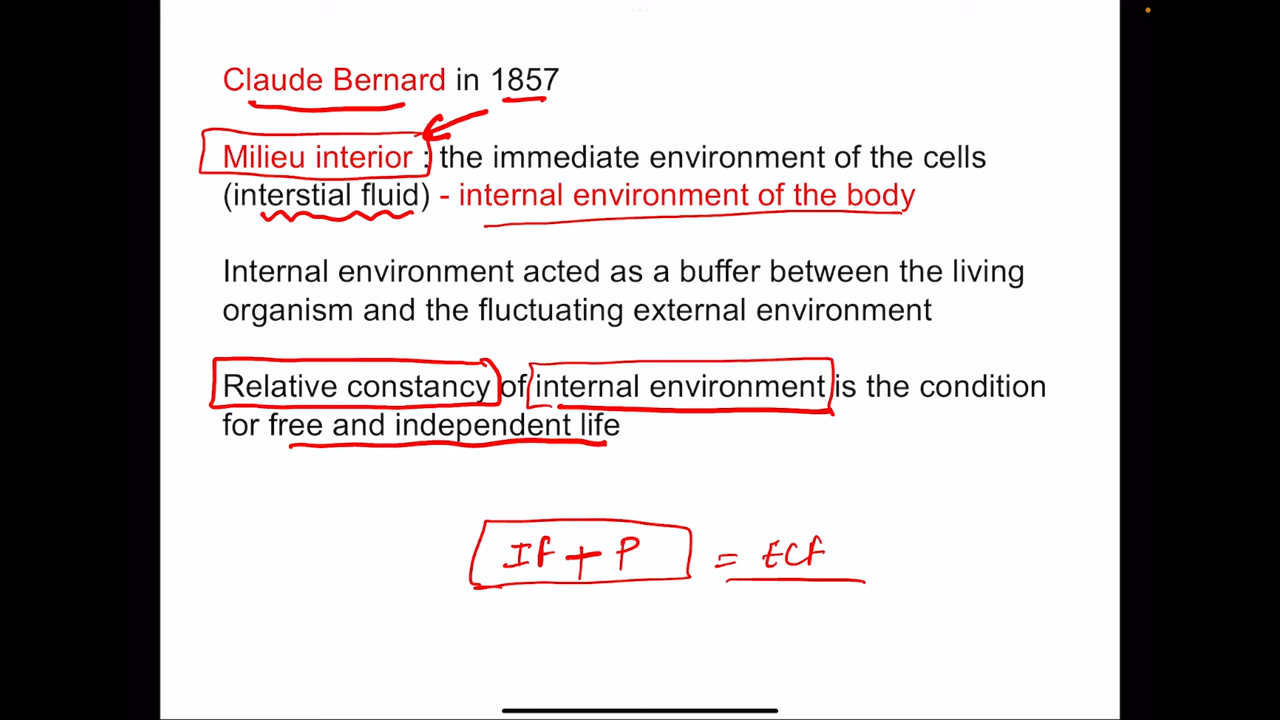 Claude Bernard in 1857
Milieu interior : the immediate environment of the cells
(interstial fluid) - internal environment of the body
Internal environment acted as a buffer between the living
organism and the fluctuating external environment
Relative constancy of internal environment is the condition
for free and independent life
IF + P = ECF